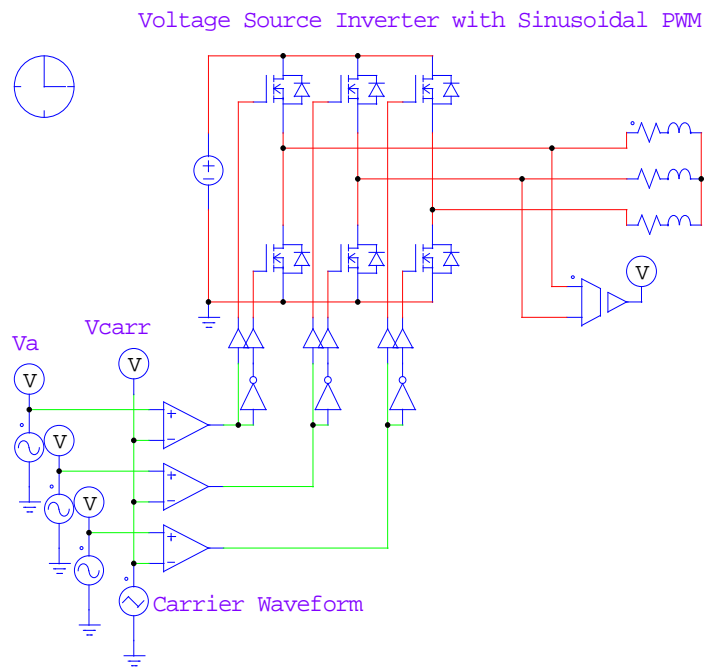 Voltage Source Inverter with Sinusoidal PWM
V
Vcarr
Va
V
V
V
V
Carrier Waveform